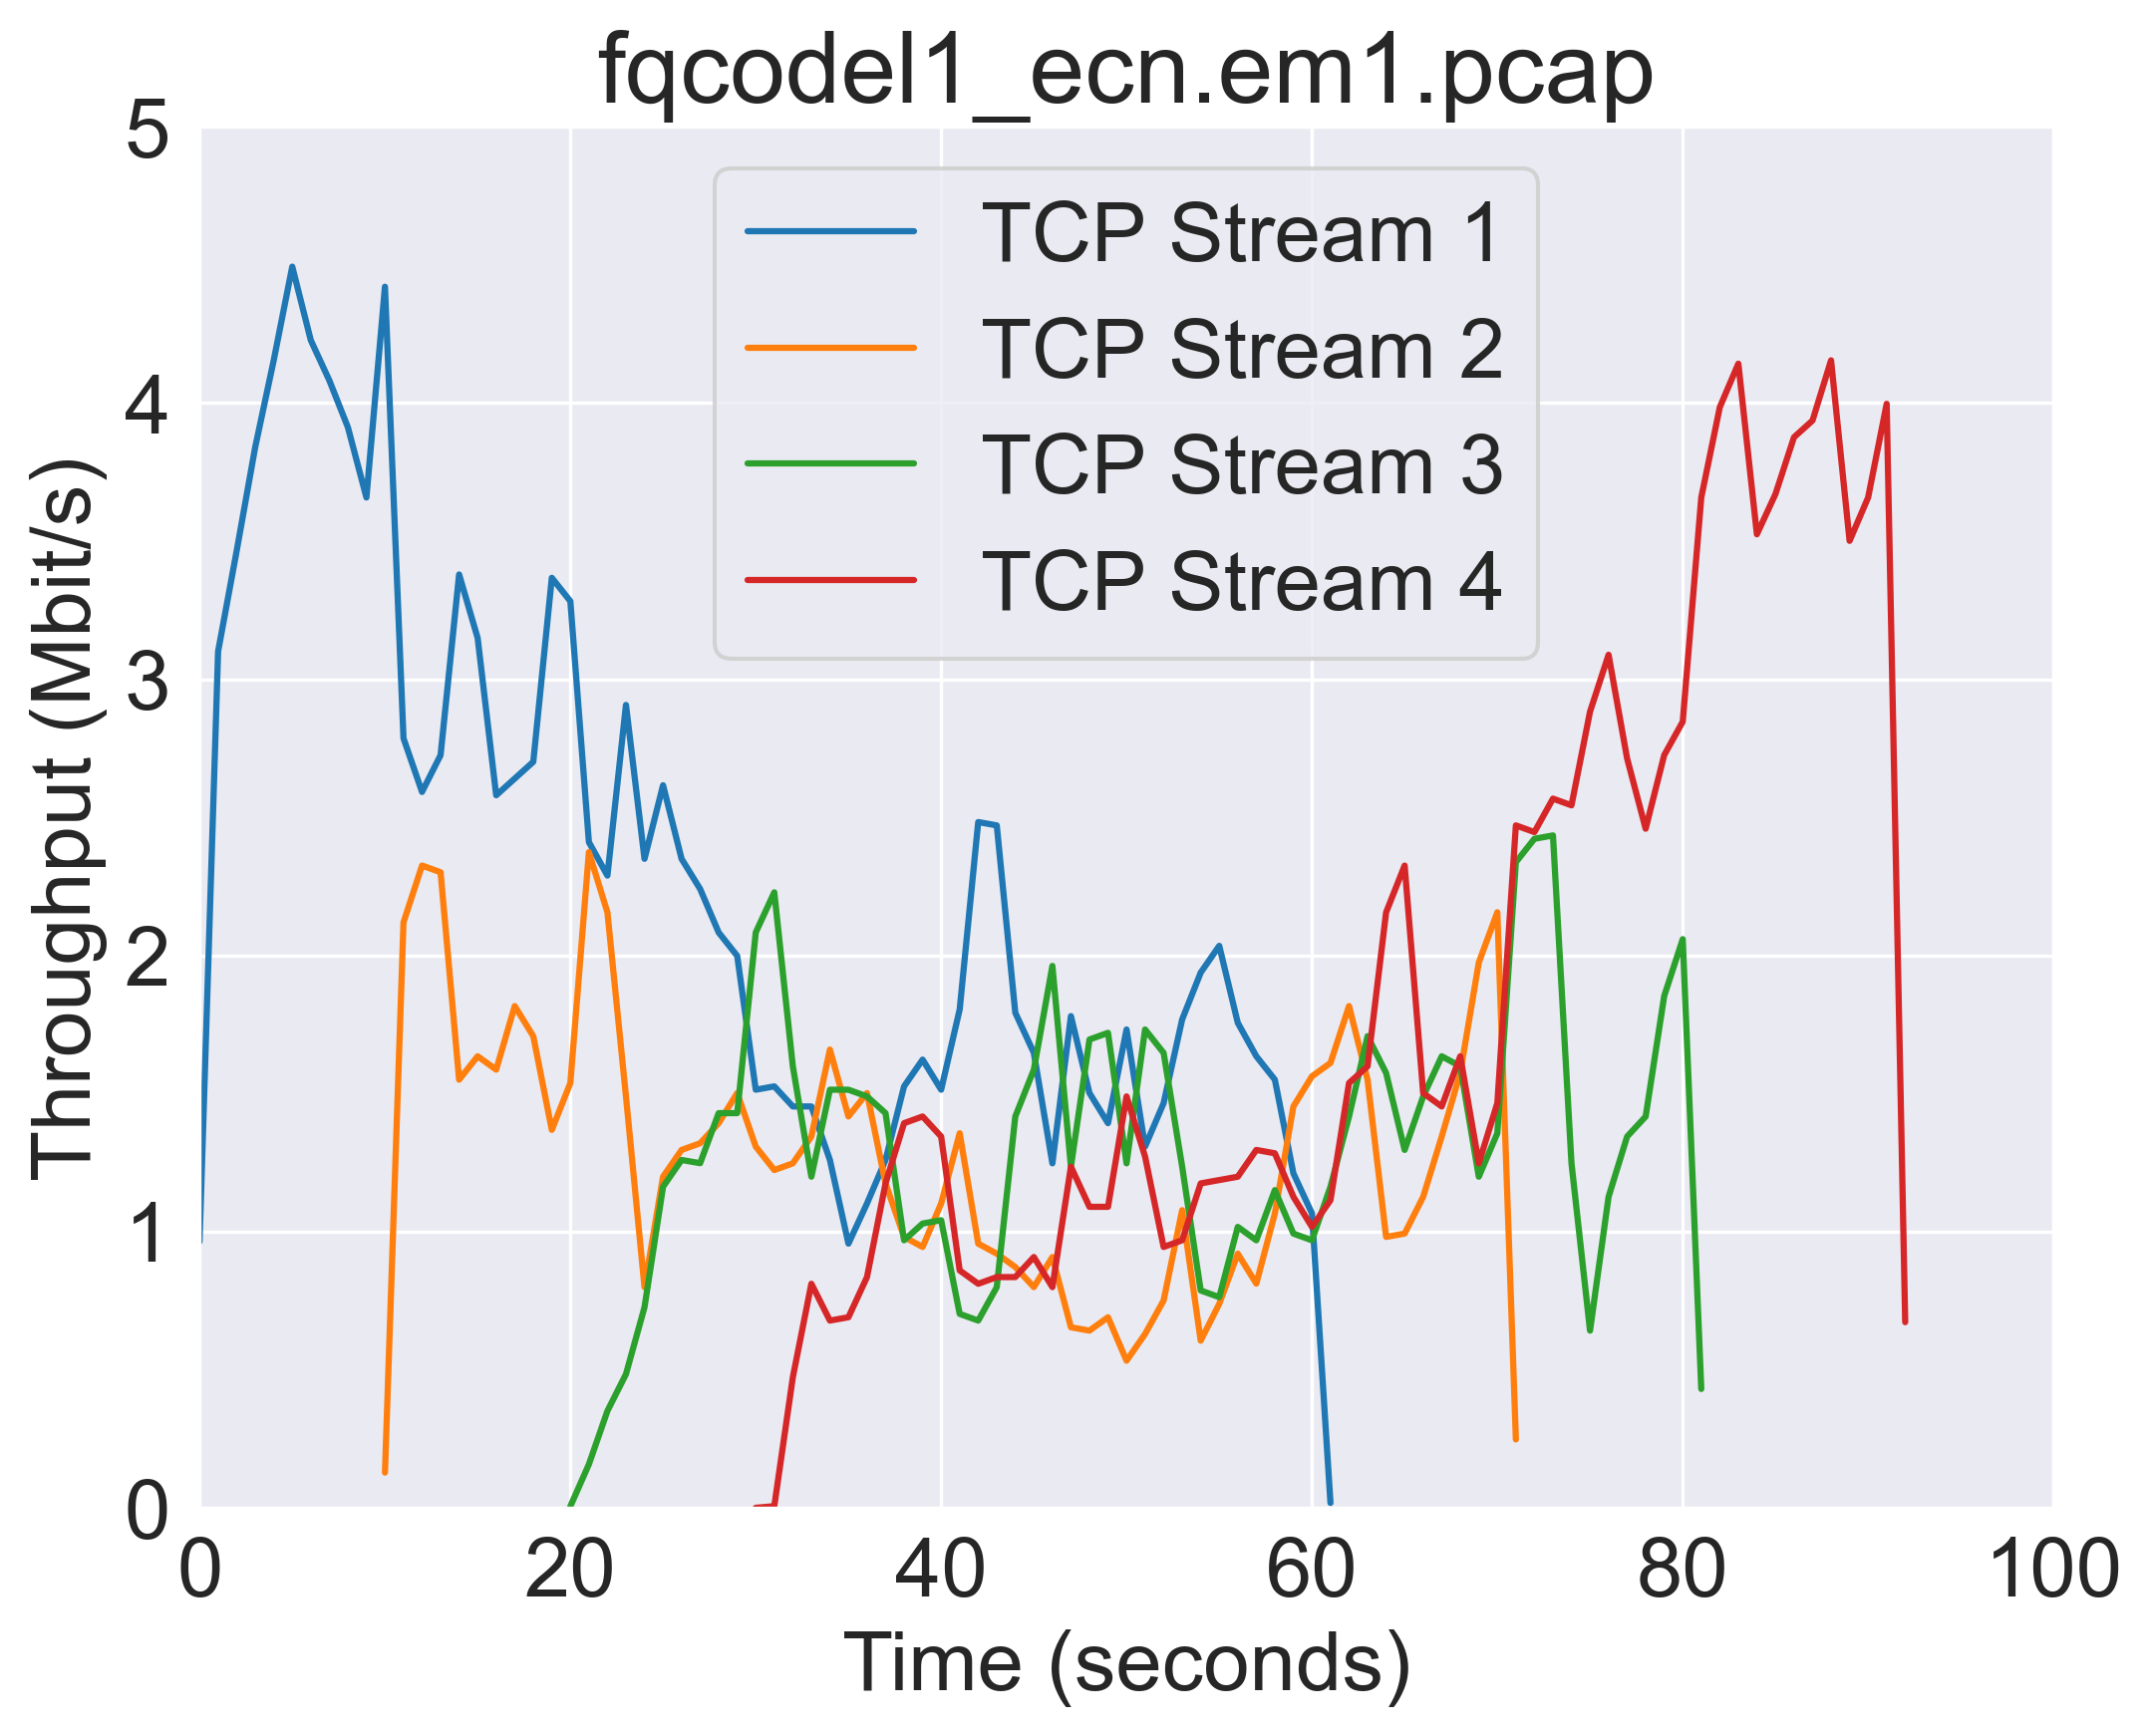 fqcodel1_ecn.em1.pcap
5
4
3
2
1
0
Throughput (Mbit/s)
TCP Stream 1
TCP Stream 2
TCP Stream 3
TCP Stream 4
0 20 40 60 80 100
Time (seconds)